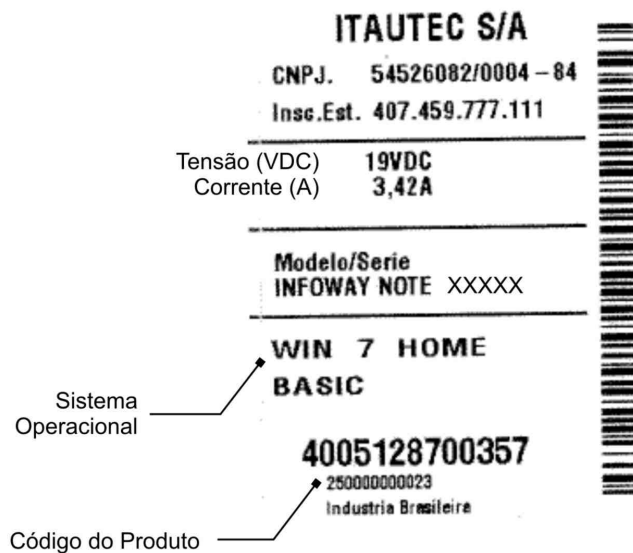 ITAUTEC S/A
CNPJ. 54526082/0004 – 84
Insc.Est. 407.459.777.111
Tensão (VDC) 19VDC
Corrente (A) 3,42A
Modelo/Serie
INFOWAY NOTE XXXXX
WIN 7 HOME
BASIC
Sistema
Operacional
4005128700357
250000000023
Industria Brasileira
Código do Produto